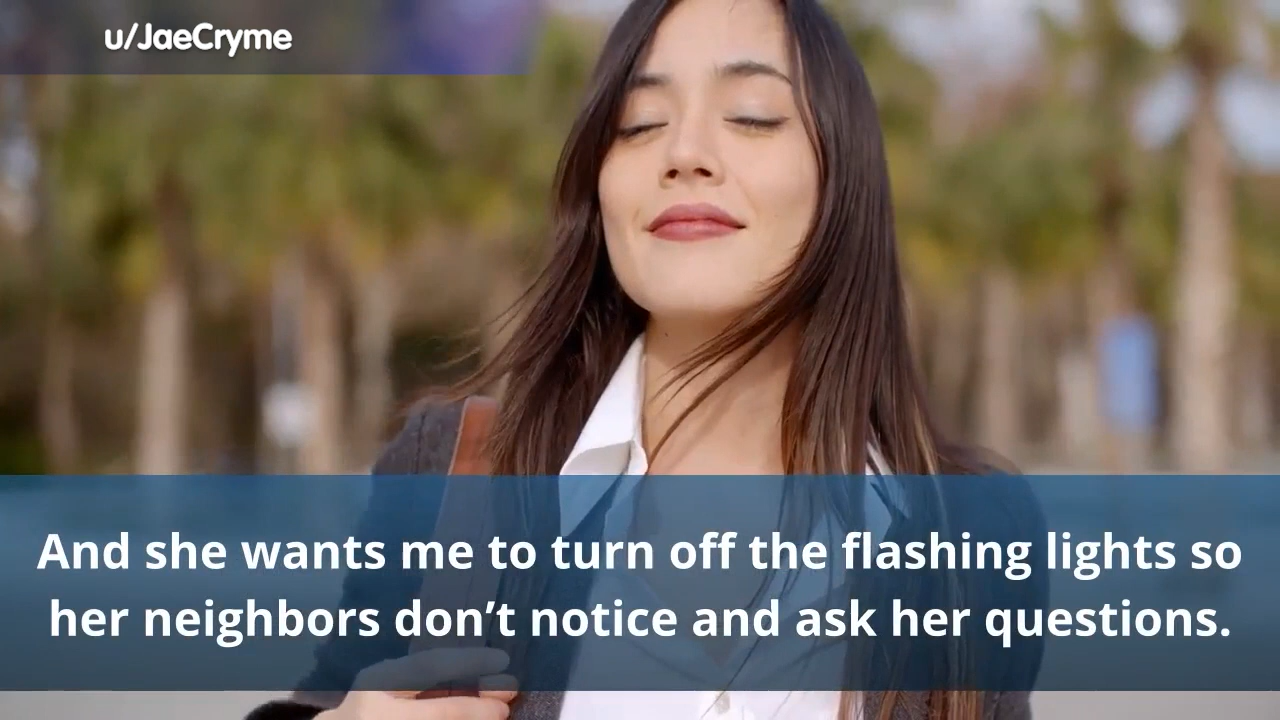 u/JaeCryme
And she wants me to turn off the flashing lights so
her neighbors don’t notice and ask her questions.